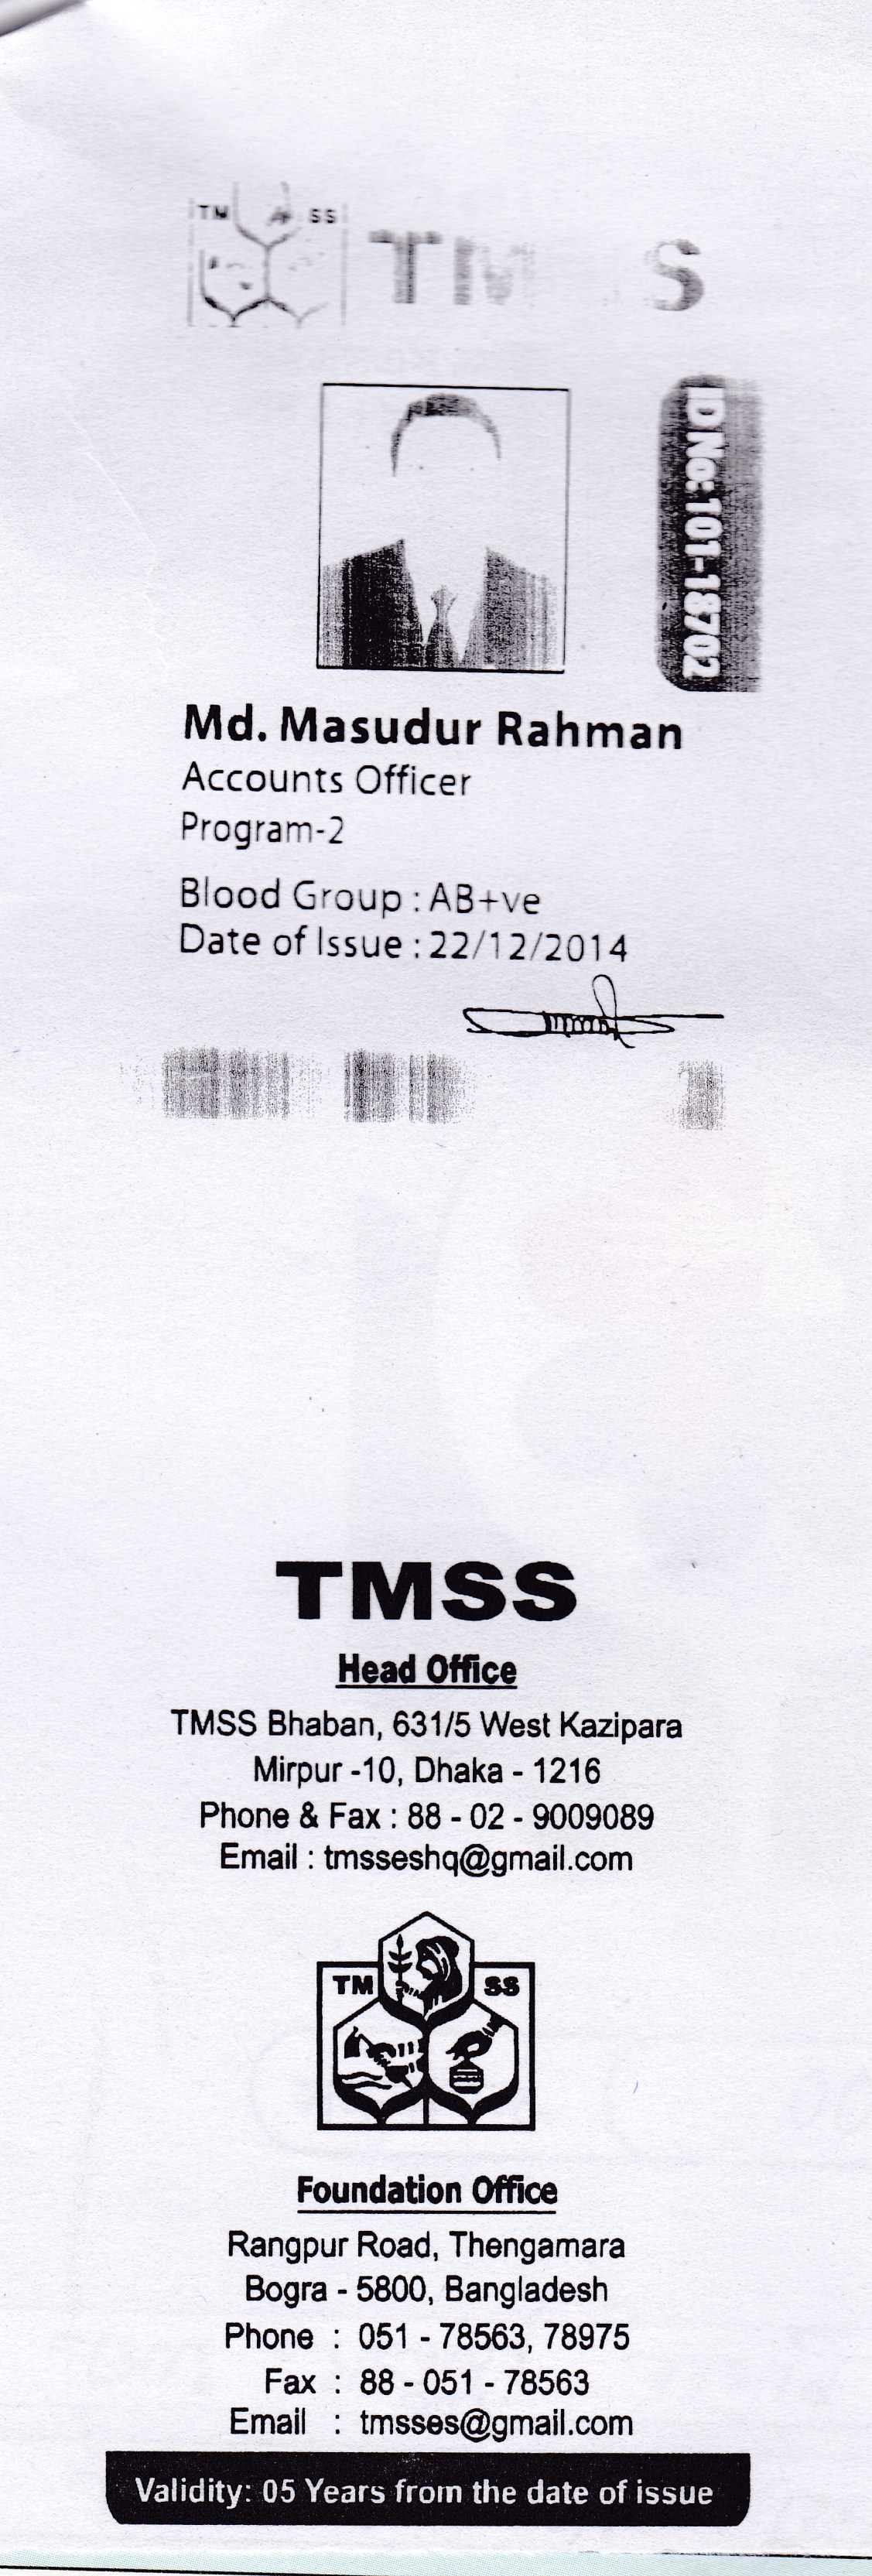 TM SS
TM S
ID No: 101-18702
Md. Masudur Rahman
Accounts Officer
Program-2
Blood Group : AB+ve
Date of Issue : 22/12/2014
TMSS
Head Office
TMSS Bhaban, 631/5 West Kazipara
Mirpur -10, Dhaka - 1216
Phone & Fax : 88 - 02 - 9009089
Email : tmsseshq@gmail.com
TM SS
Foundation Office
Rangpur Road, Thengamara
Bogra - 5800, Bangladesh
Phone : 051 - 78563, 78975
Fax : 88 - 051 - 78563
Email : tmsses@gmail.com
Validity: 05 Years from the date of issue